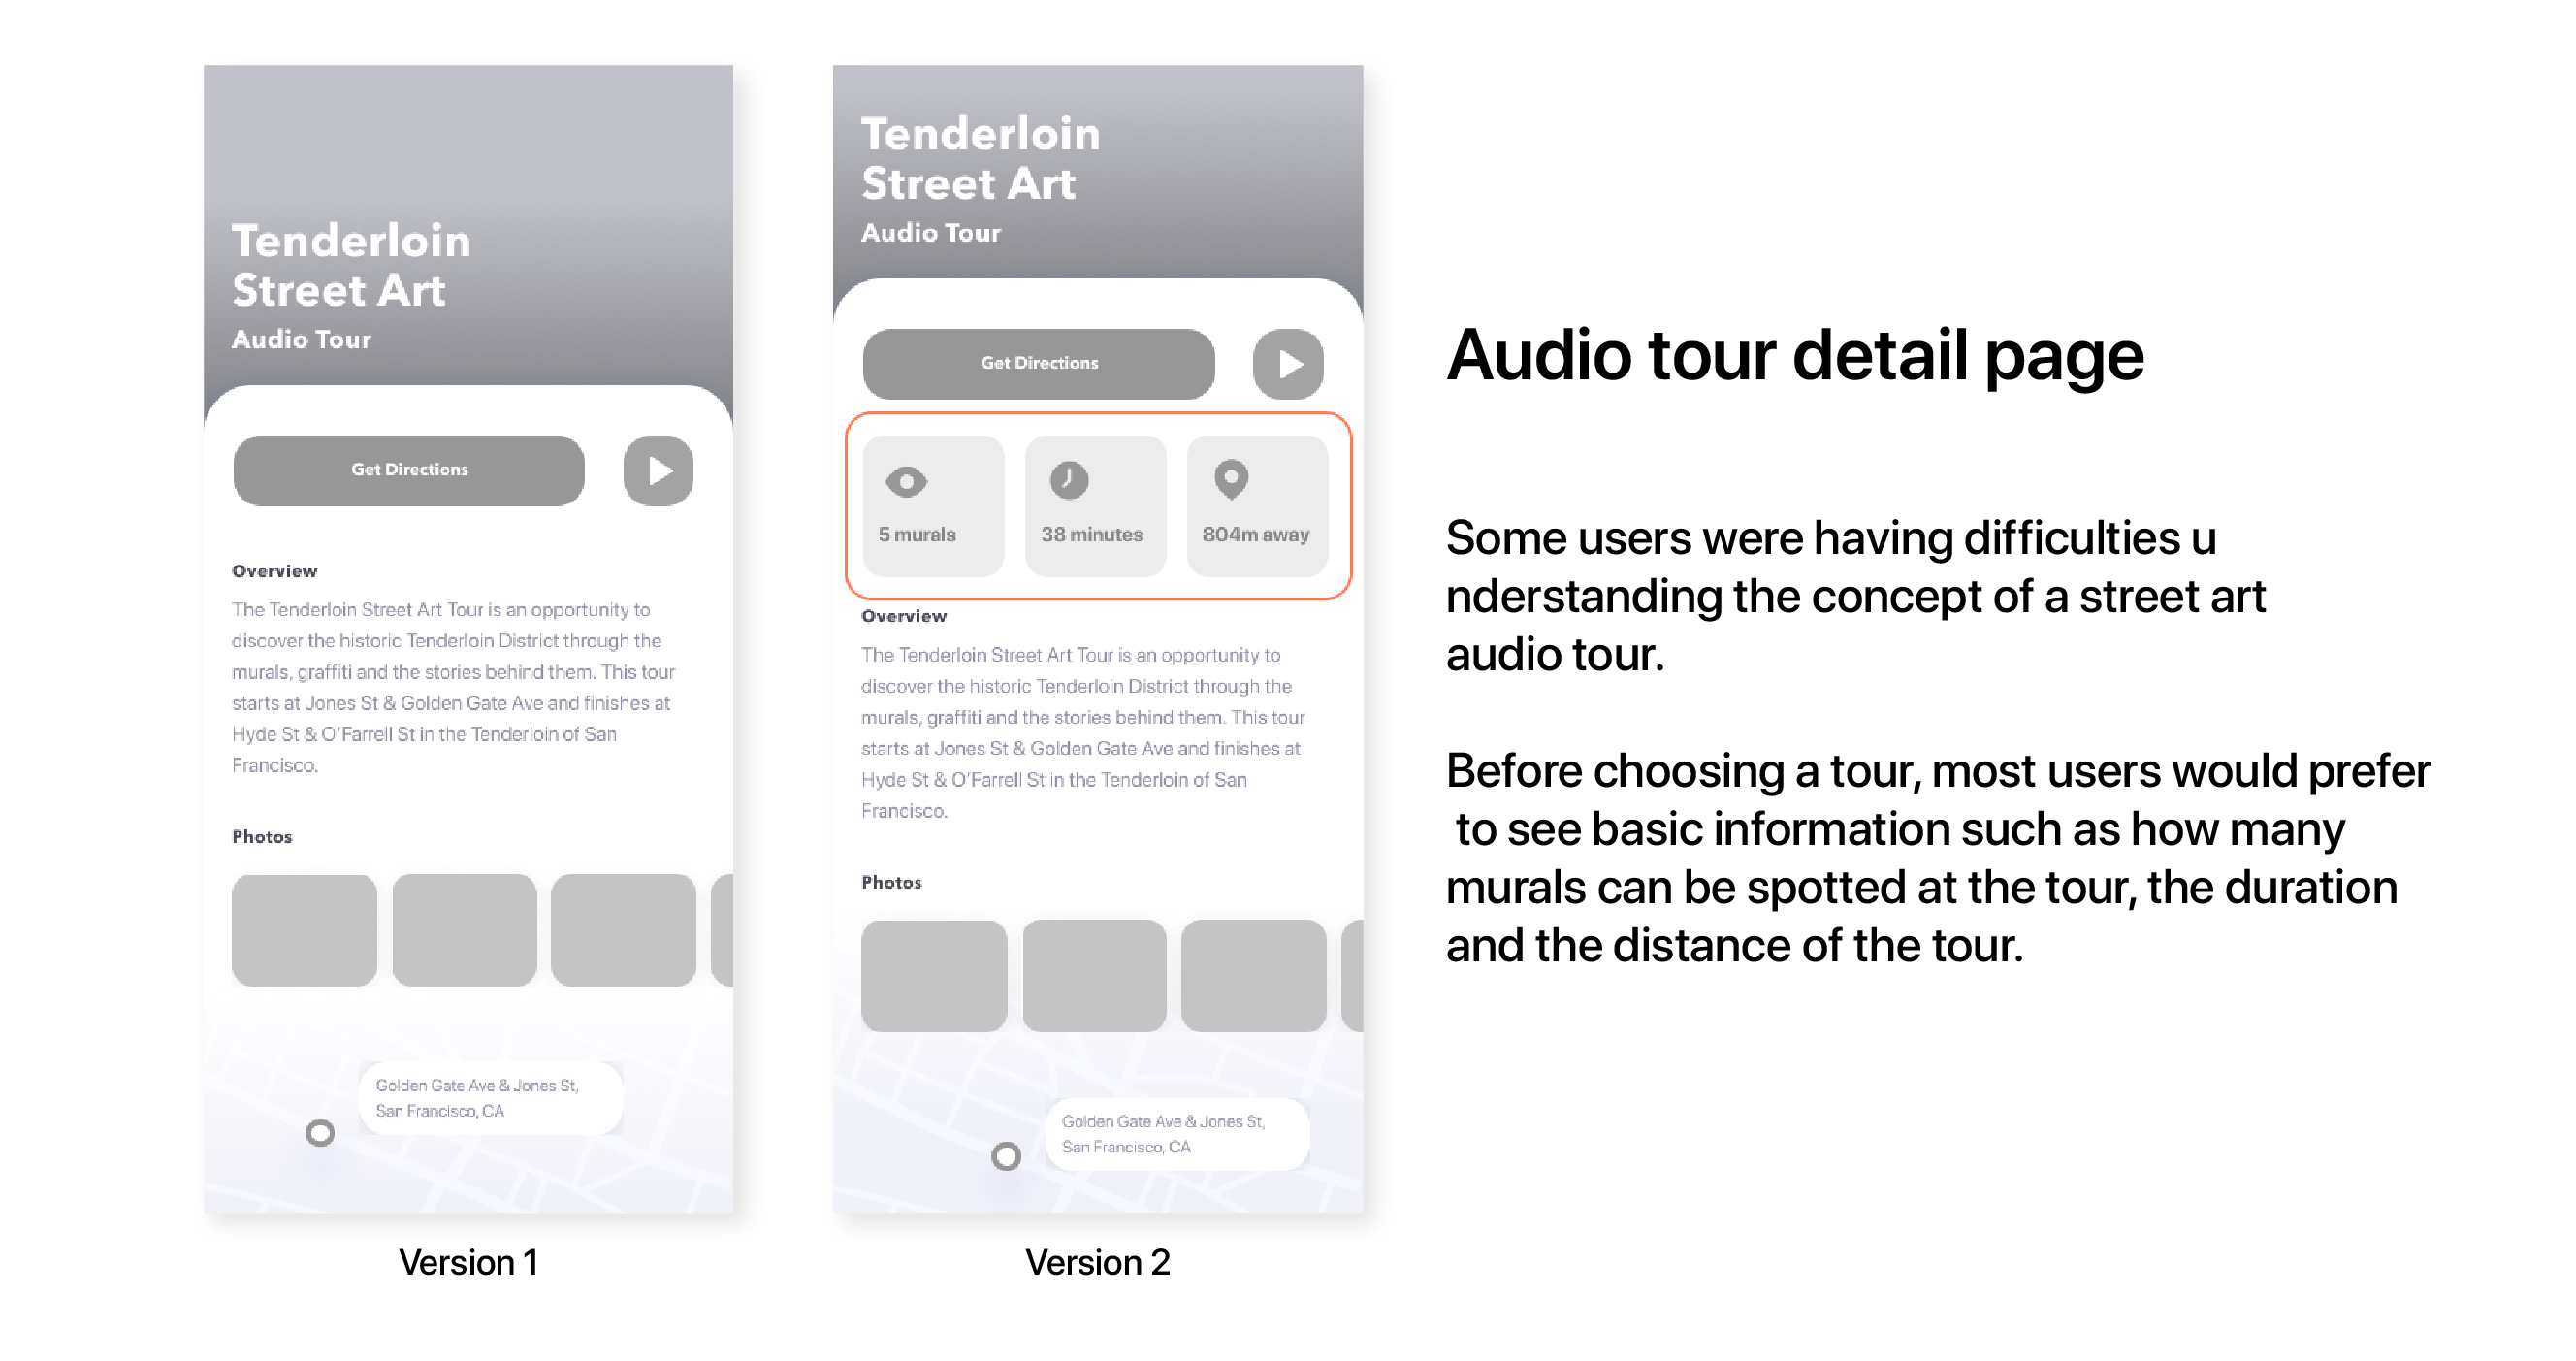 Tenderloin
Street Art
Audio Tour
Get Directions
Overview
The Tenderloin Street Art Tour is an opportunity to
discover the historic Tenderloin District through the
murals, graffiti and the stories behind them. This tour
starts at Jones St & Golden Gate Ave and finishes at
Hyde St & O'Farrell St in the Tenderloin of San
Francisco.
Photos
Golden Gate Ave & Jones St,
San Francisco, CA
Version 1
Tenderloin
Street Art
Audio Tour
Get Directions
5 murals
38 minutes
804m away
Overview
The Tenderloin Street Art Tour is an opportunity to
discover the historic Tenderloin District through the
murals, graffiti and the stories behind them. This tour
starts at Jones St & Golden Gate Ave and finishes at
Hyde St & O'Farrell St in the Tenderloin of San
Francisco.
Photos
Golden Gate Ave & Jones St,
San Francisco, CA
Version 2
Audio tour detail page
Some users were having difficulties u
nderstanding the concept of a street art
audio tour.
Before choosing a tour, most users would prefer
to see basic information such as how many
murals can be spotted at the tour, the duration
and the distance of the tour.